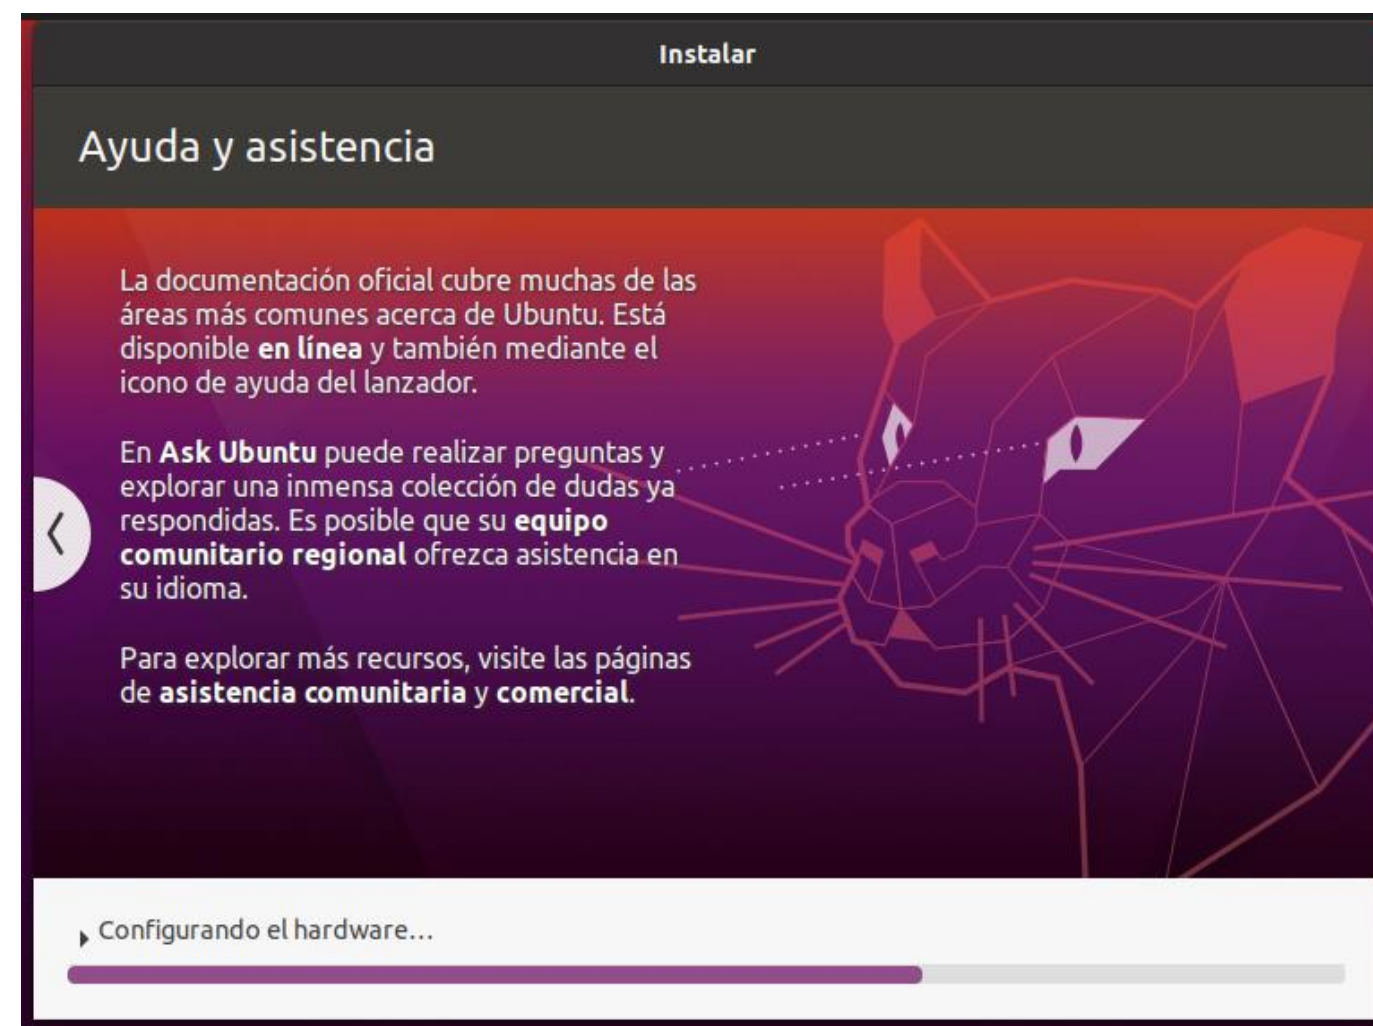 Instalar
Ayuda y asistencia
La documentación oficial cubre muchas de las
áreas más comunes acerca de Ubuntu. Está
disponible en línea y también mediante el
icono de ayuda del lanzador.
En Ask Ubuntu puede realizar preguntas y
explorar una inmensa colección de dudas ya
respondidas. Es posible que su equipo
comunitario regional ofrezca asistencia en
su idioma.
Para explorar más recursos, visite las páginas
de asistencia comunitaria y comercial.
Configurando el hardware…